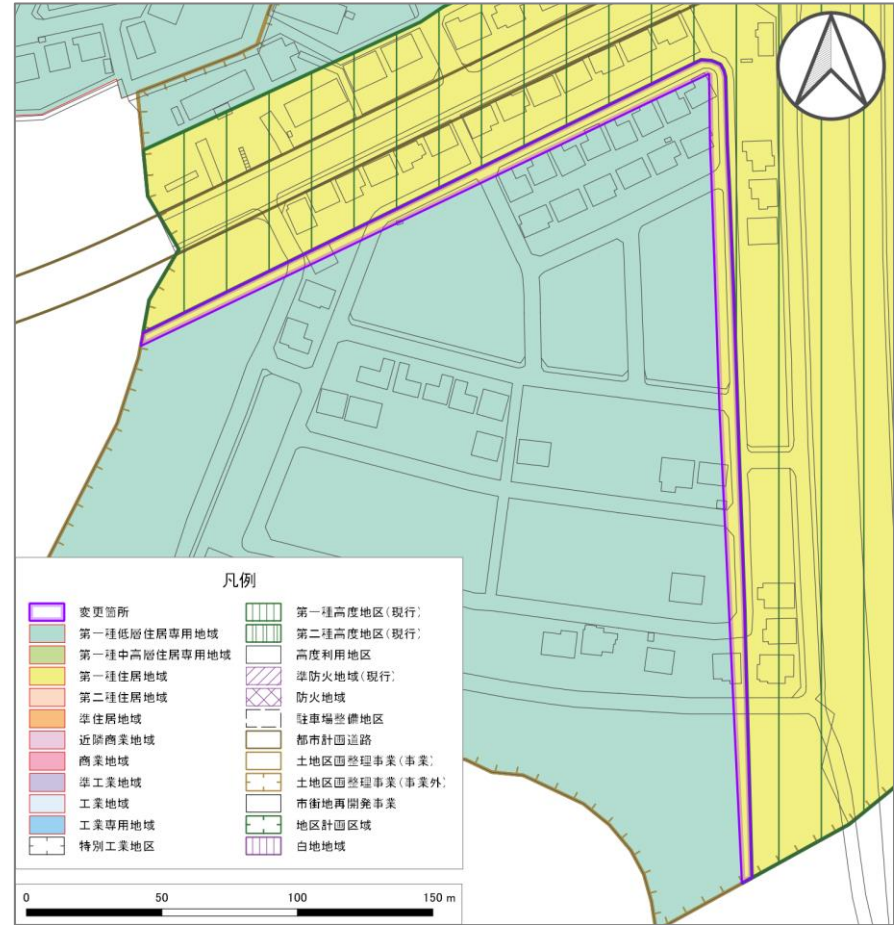 凡例
変更箇所
第一種低層住居専用地域
第一種中高層住居専用地域
第一種住居地域
第二種住居地域
準住居地域
近隣商業地域
商業地域
準工業地域
工業地域
工業専用地域
特別工業地区
第一種高度地区(現行)
第二種高度地区(現行)
高度利用地区
準防火地域(現行)
防火地域
駐車場整備地区
都市計画道路
土地区画整理事業(事業)
土地区画整理事業(事業外)
市街地再開発事業
地区計画区域
白地地域
0 50 100 150 m